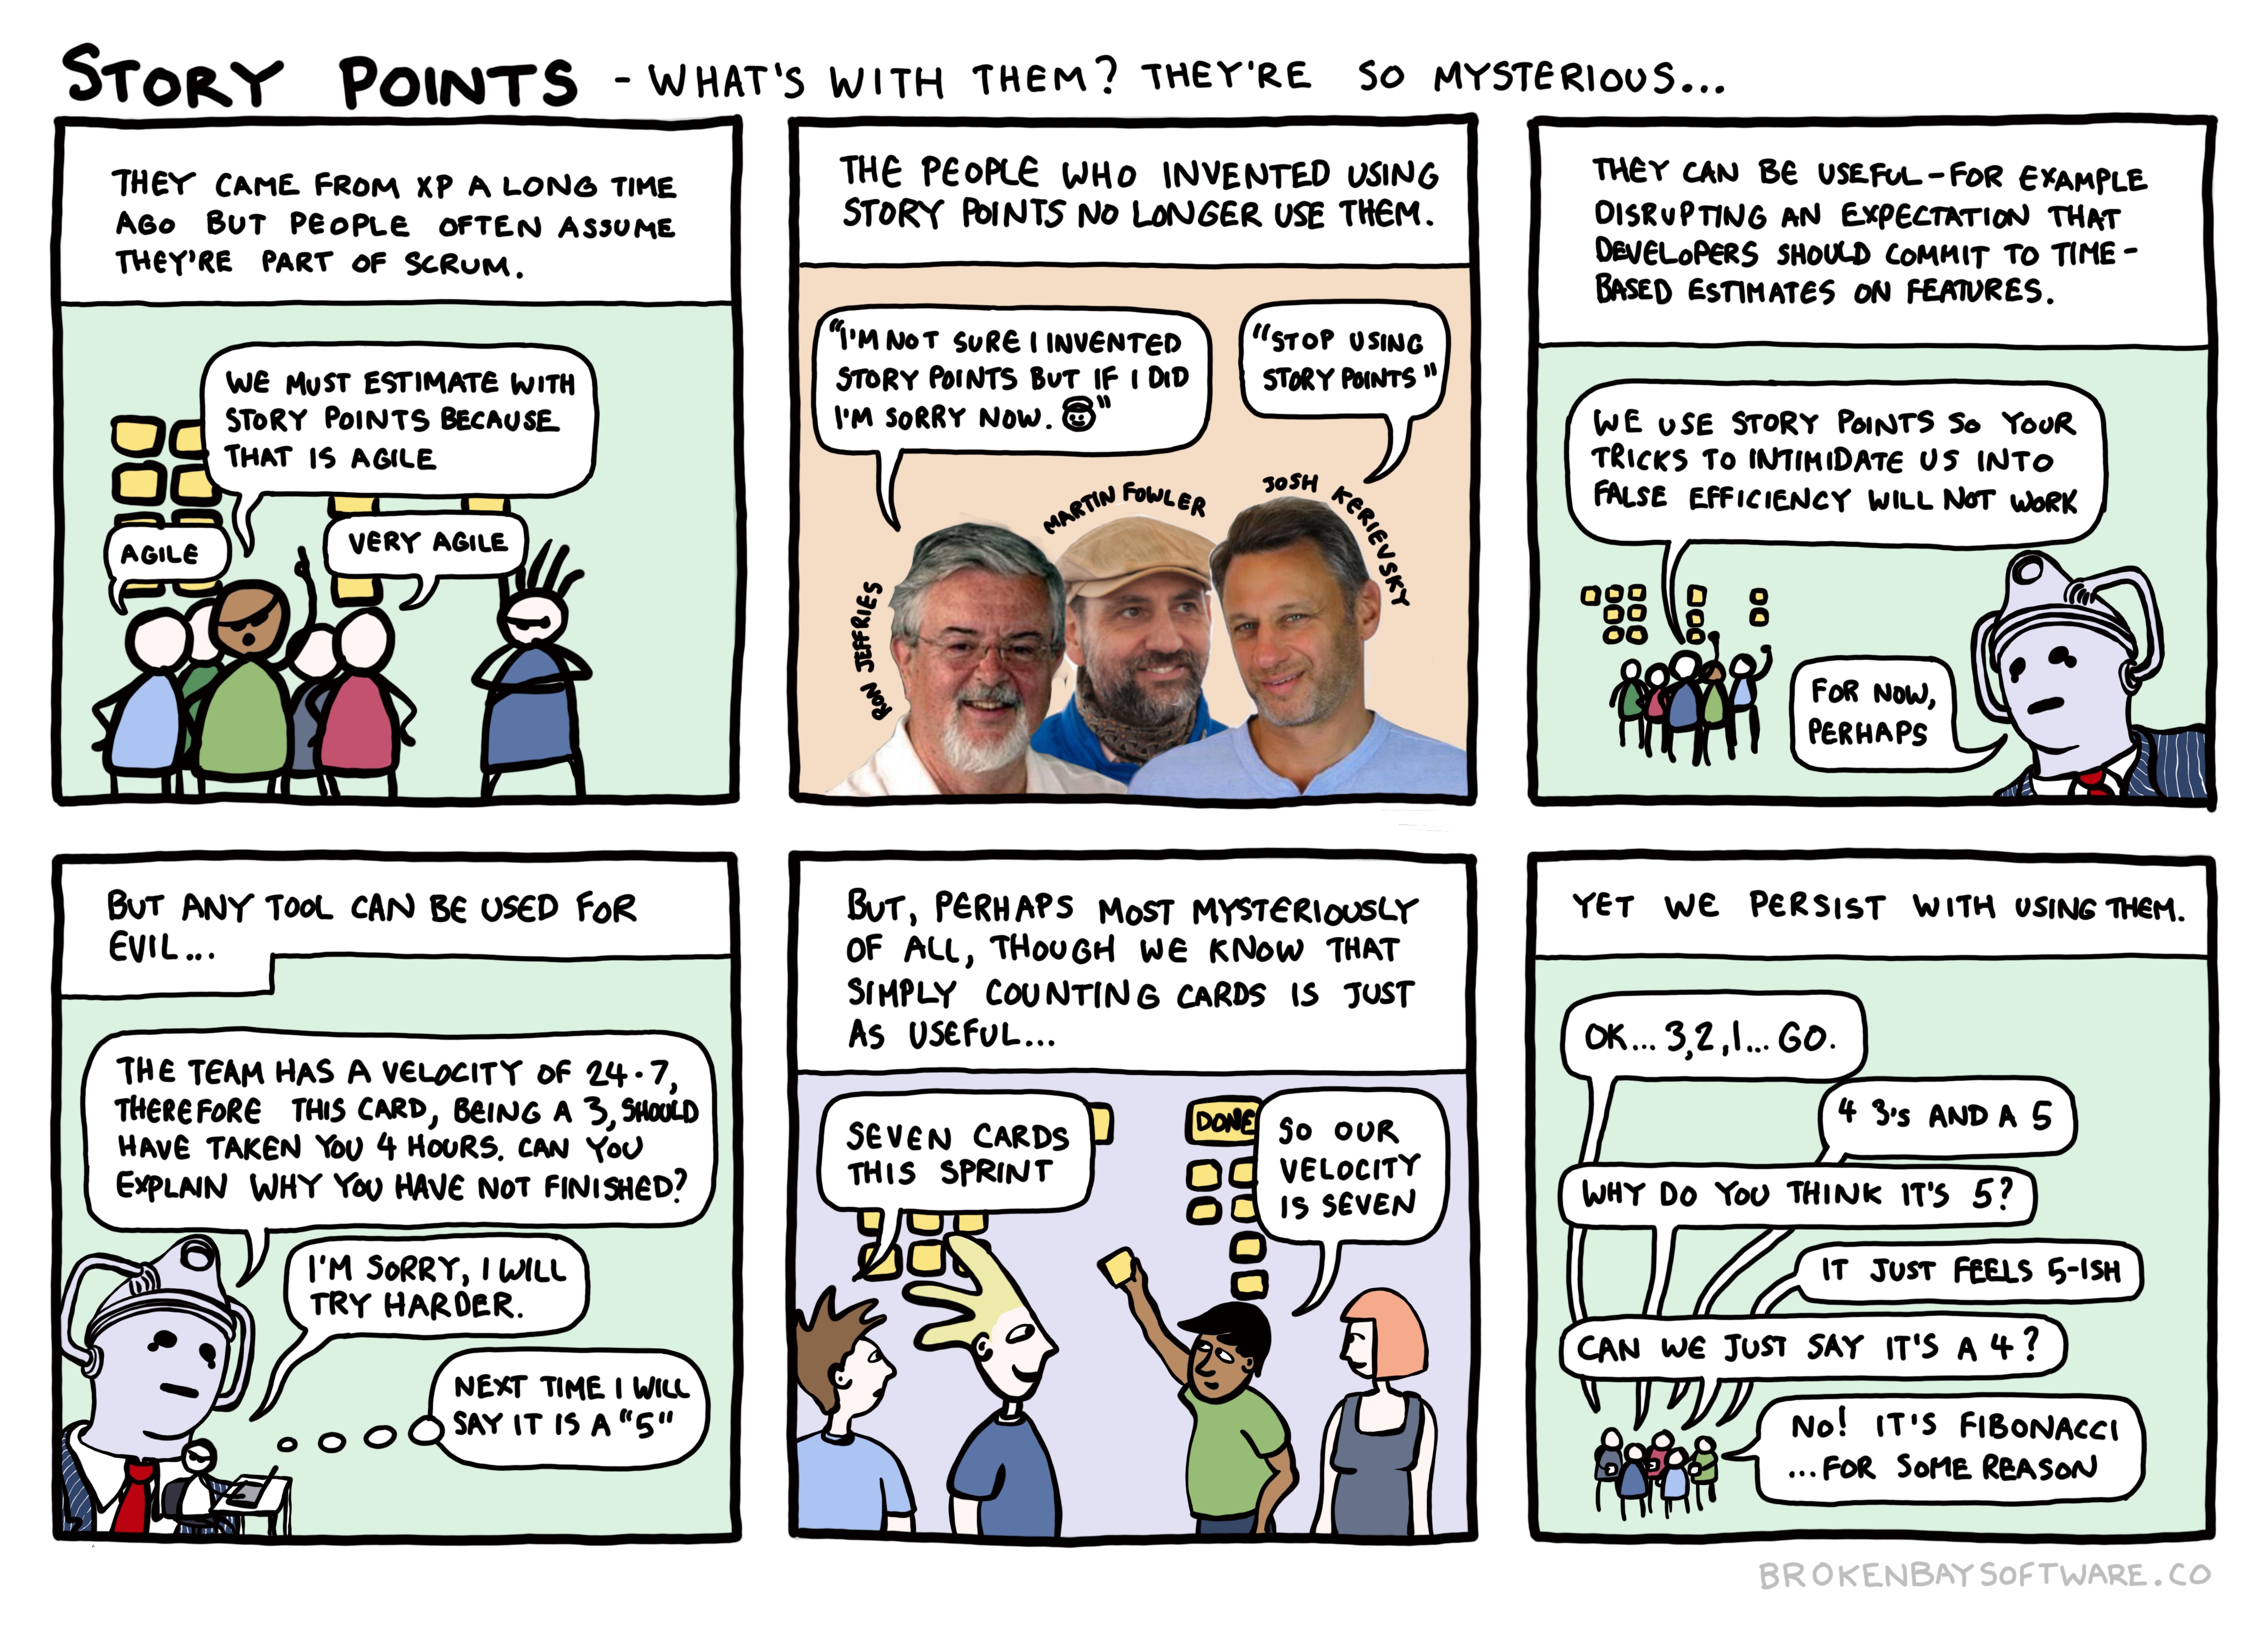 STORY POINTS - WHAT'S WITH THEM? THEY'RE SO MYSTERIOUS...
THEY CAME FROM XP A LONG TIME
AGO BUT PEOPLE OFTEN ASSUME
THEY'RE PART OF SCRUM.
WE MUST ESTIMATE WITH
STORY POINTS BECAUSE
THAT IS AGILE
AGILE
VERY AGILE
THE PEOPLE WHO INVENTED USING
STORY POINTS NO LONGER USE THEM.
"I'M NOT SURE I INVENTED
STORY POINTS BUT IF I DID
I'M SORRY NOW. "
"STOP USING
STORY POINTS"
RON JEFFRIES
MARTIN FOWLER
JOSH KERIEVSKY
THEY CAN BE USEFUL - FOR EXAMPLE
DISRUPTING AN EXPECTATION THAT
DEVELOPERS SHOULD COMMIT TO TIME-
BASED ESTIMATES ON FEATURES.
WE USE STORY POINTS SO YOUR
TRICKS TO INTIMIDATE US INTO
FALSE EFFICIENCY WILL NOT WORK
FOR NOW,
PERHAPS
BUT ANY TOOL CAN BE USED FOR
EVIL...
THE TEAM HAS A VELOCITY OF 24.7,
THEREFORE THIS CARD, BEING A 3, SHOULD
HAVE TAKEN YOU 4 HOURS. CAN YOU
EXPLAIN WHY YOU HAVE NOT FINISHED?
I'M SORRY, I WILL
TRY HARDER.
NEXT TIME I WILL
SAY IT IS A "5"
BUT, PERHAPS MOST MYSTERIOUSLY
OF ALL, THOUGH WE KNOW THAT
SIMPLY COUNTING CARDS IS JUST
AS USEFUL...
SEVEN CARDS
THIS SPRINT
DONE
SO OUR
VELOCITY
IS SEVEN
YET WE PERSIST WITH USING THEM.
OK... 3,2,1... GO.
4 3's AND A 5
WHY DO YOU THINK IT'S 5?
IT JUST FEELS 5-ISH
CAN WE JUST SAY IT'S A 4?
NO! IT'S FIBONACCI
...FOR SOME REASON
BROKENBAYSOFTWARE.CO